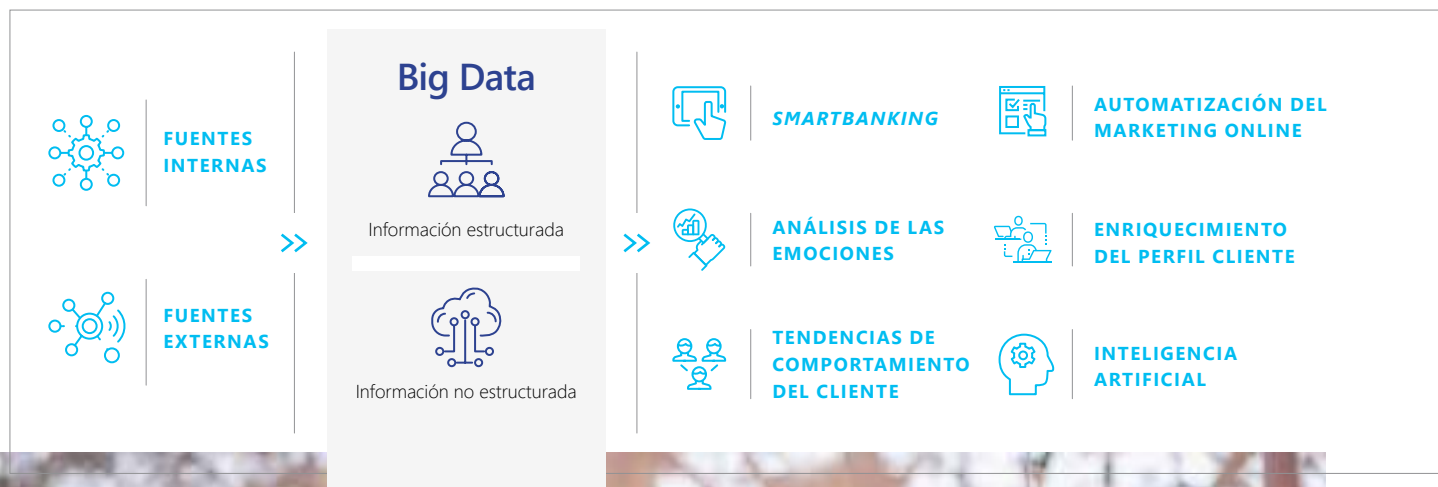 FUENTES
INTERNAS
FUENTES
EXTERNAS
Big Data
Información estructurada
Información no estructurada
SMARTBANKING
AUTOMATIZACIÓN DEL
MARKETING ONLINE
ANÁLISIS DE LAS
EMOCIONES
ENRIQUECIMIENTO
DEL PERFIL CLIENTE
TENDENCIAS DE
COMPORTAMIENTO
DEL CLIENTE
INTELIGENCIA
ARTIFICIAL